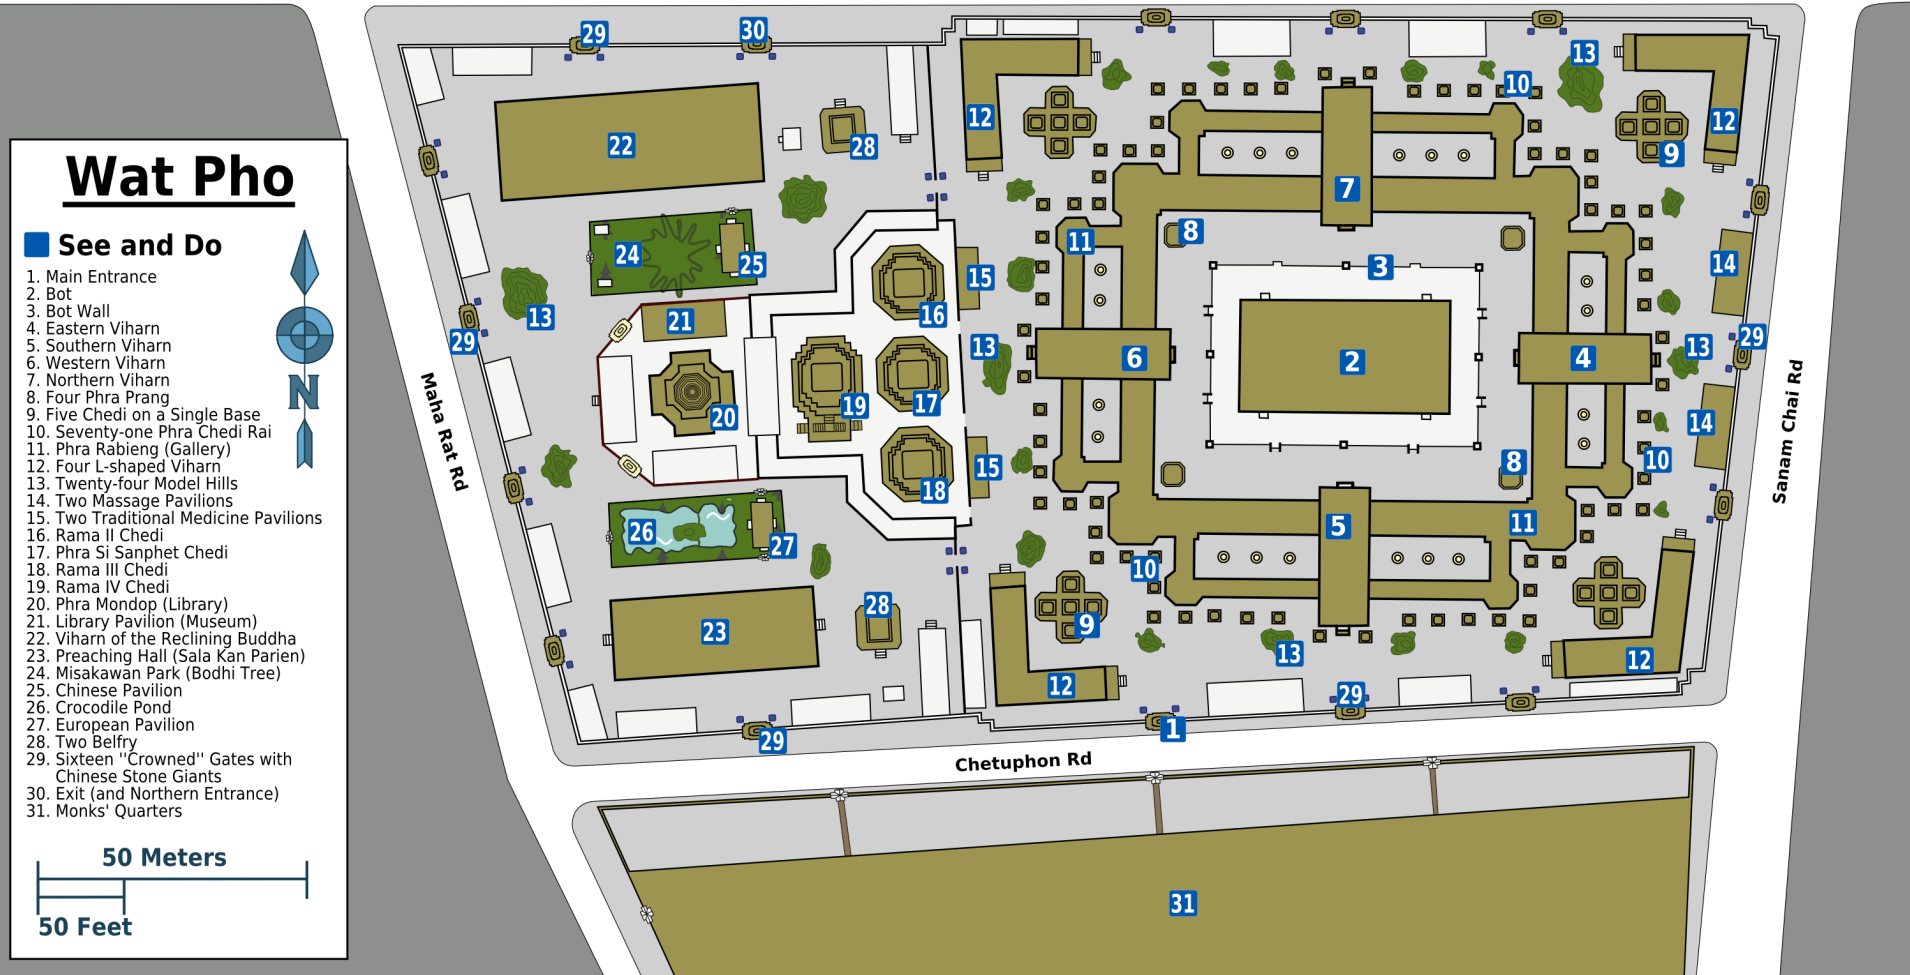 Wat Pho
See and Do
1. Main Entrance
2. Bot
3. Bot Wall
4. Eastern Viharn
5. Southern Viharn
6. Western Viharn
7. Northern Viharn
8. Four Phra Prang
9. Five Chedi on a Single Base
10. Seventy-one Phra Chedi Rai
11. Phra Rabieng (Gallery)
12. Four L-shaped Viharn
13. Twenty-four Model Hills
14. Two Massage Pavilions
15. Two Traditional Medicine Pavilions
16. Rama II Chedi
17. Phra Si Sanphet Chedi
18. Rama III Chedi
19. Rama IV Chedi
20. Phra Mondop (Library)
21. Library Pavilion (Museum)
22. Viharn of the Reclining Buddha
23. Preaching Hall (Sala Kan Parien)
24. Misakawan Park (Bodhi Tree)
25. Chinese Pavilion
26. Crocodile Pond
27. European Pavilion
28. Two Belfry
29. Sixteen "Crowned" Gates with
Chinese Stone Giants
30. Exit (and Northern Entrance)
31. Monks' Quarters
N
50 Meters
50 Feet
29
30
13
10
12
12
22
28
9
7
8
11
24
25
3
14
15
13
16
21
29
29
13
13
6
2
4
19
17
20
14
10
8
15
18
11
5
26
27
10
28
9
23
13
12
12
29
1
29
31
Maha Rat Rd
Chetuphon Rd
Sanam Chai Rd